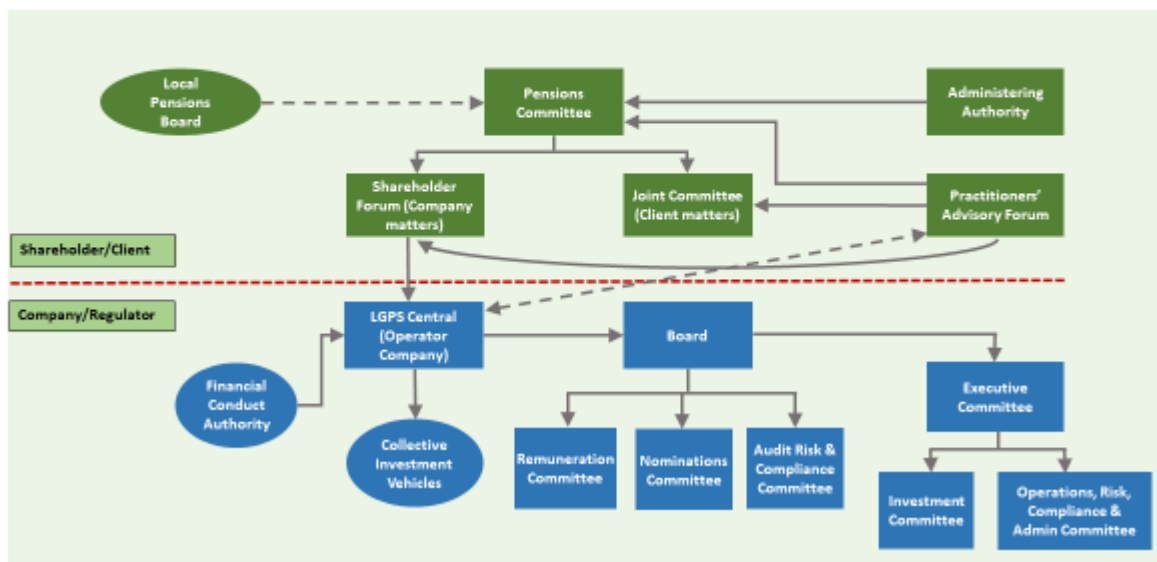 Local
Pensions
Board
Pensions
Committee
Administering
Authority
Shareholder
Forum (Company
matters)
Joint Committee
(Client matters)
Practitioners'
Advisory Forum
Shareholder/Client
Company/Regulator
LGPS Central
(Operator
Company)
Board
Financial
Conduct
Authority
Executive
Committee
Collective
Investment
Vehicles
Remuneration
Committee
Nominations
Committee
Audit Risk &
Compliance
Committee
Investment
Committee
Operations, Risk,
Compliance &
Admin Committee